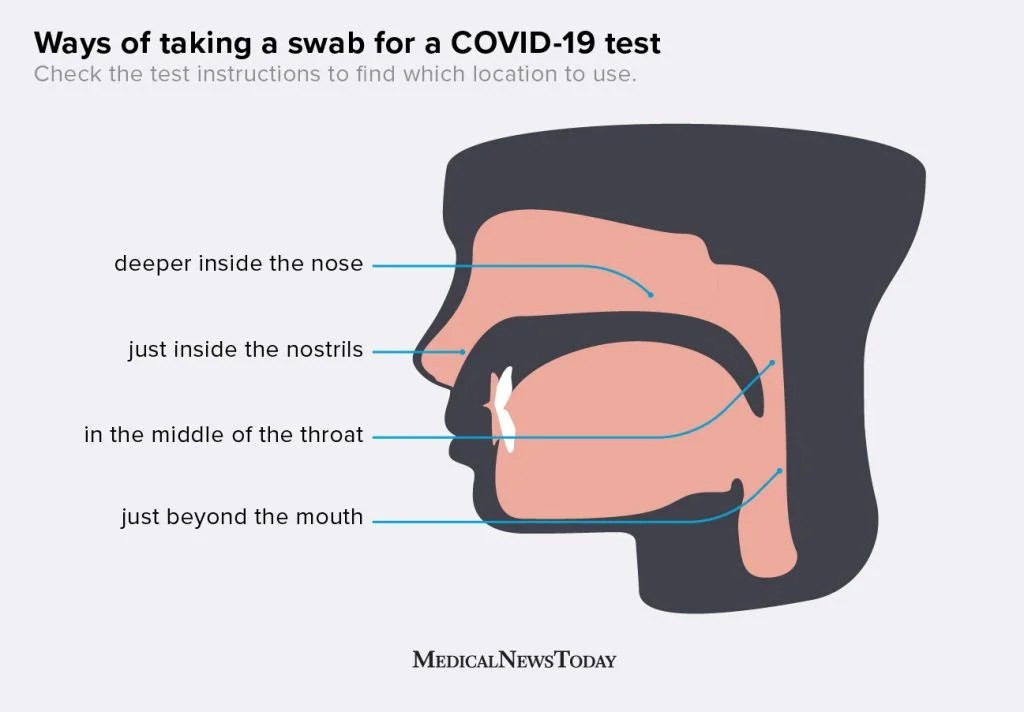 Ways of taking a swab for a COVID-19 test
Check the test instructions to find which location to use.
deeper inside the nose
just inside the nostrils
in the middle of the throat
just beyond the mouth
MEDICALNEWSTODAY